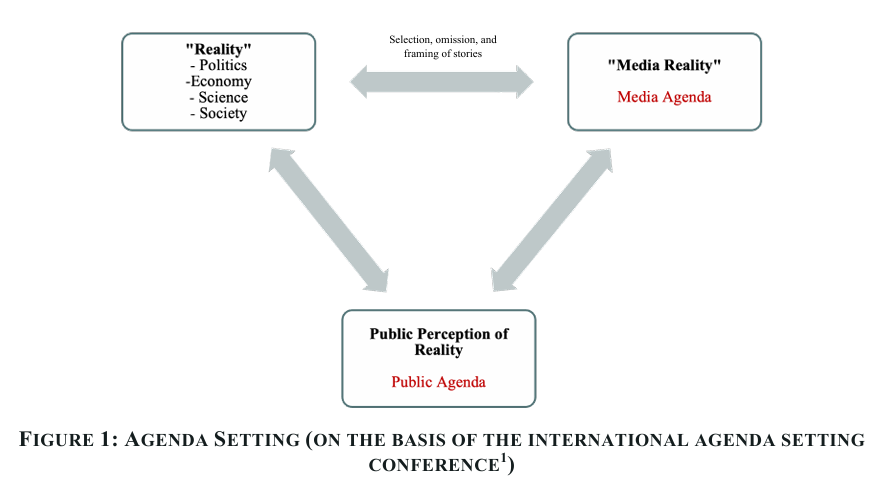 "Reality"
- Politics
-Economy
- Science
- Society
Selection, omission, and
framing of stories
"Media Reality"
Media Agenda
Public Perception of
Reality
Public Agenda
FIGURE 1: AGENDA SETTING (ON THE BASIS OF THE INTERNATIONAL AGENDA SETTING
CONFERENCE¹)